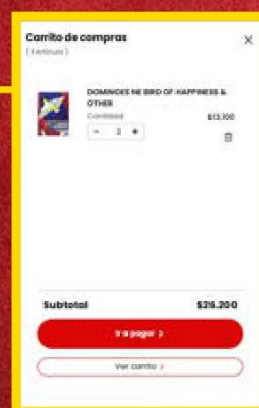 Carrito de compras
×
( 1 Artículo )
DOMINOES NE BIRD OF HAPPINESS &
OTHER
Cantidad
$13.100
- 2 +
Subtotal
$26.200
Ir a pagar >
Ver carrito >